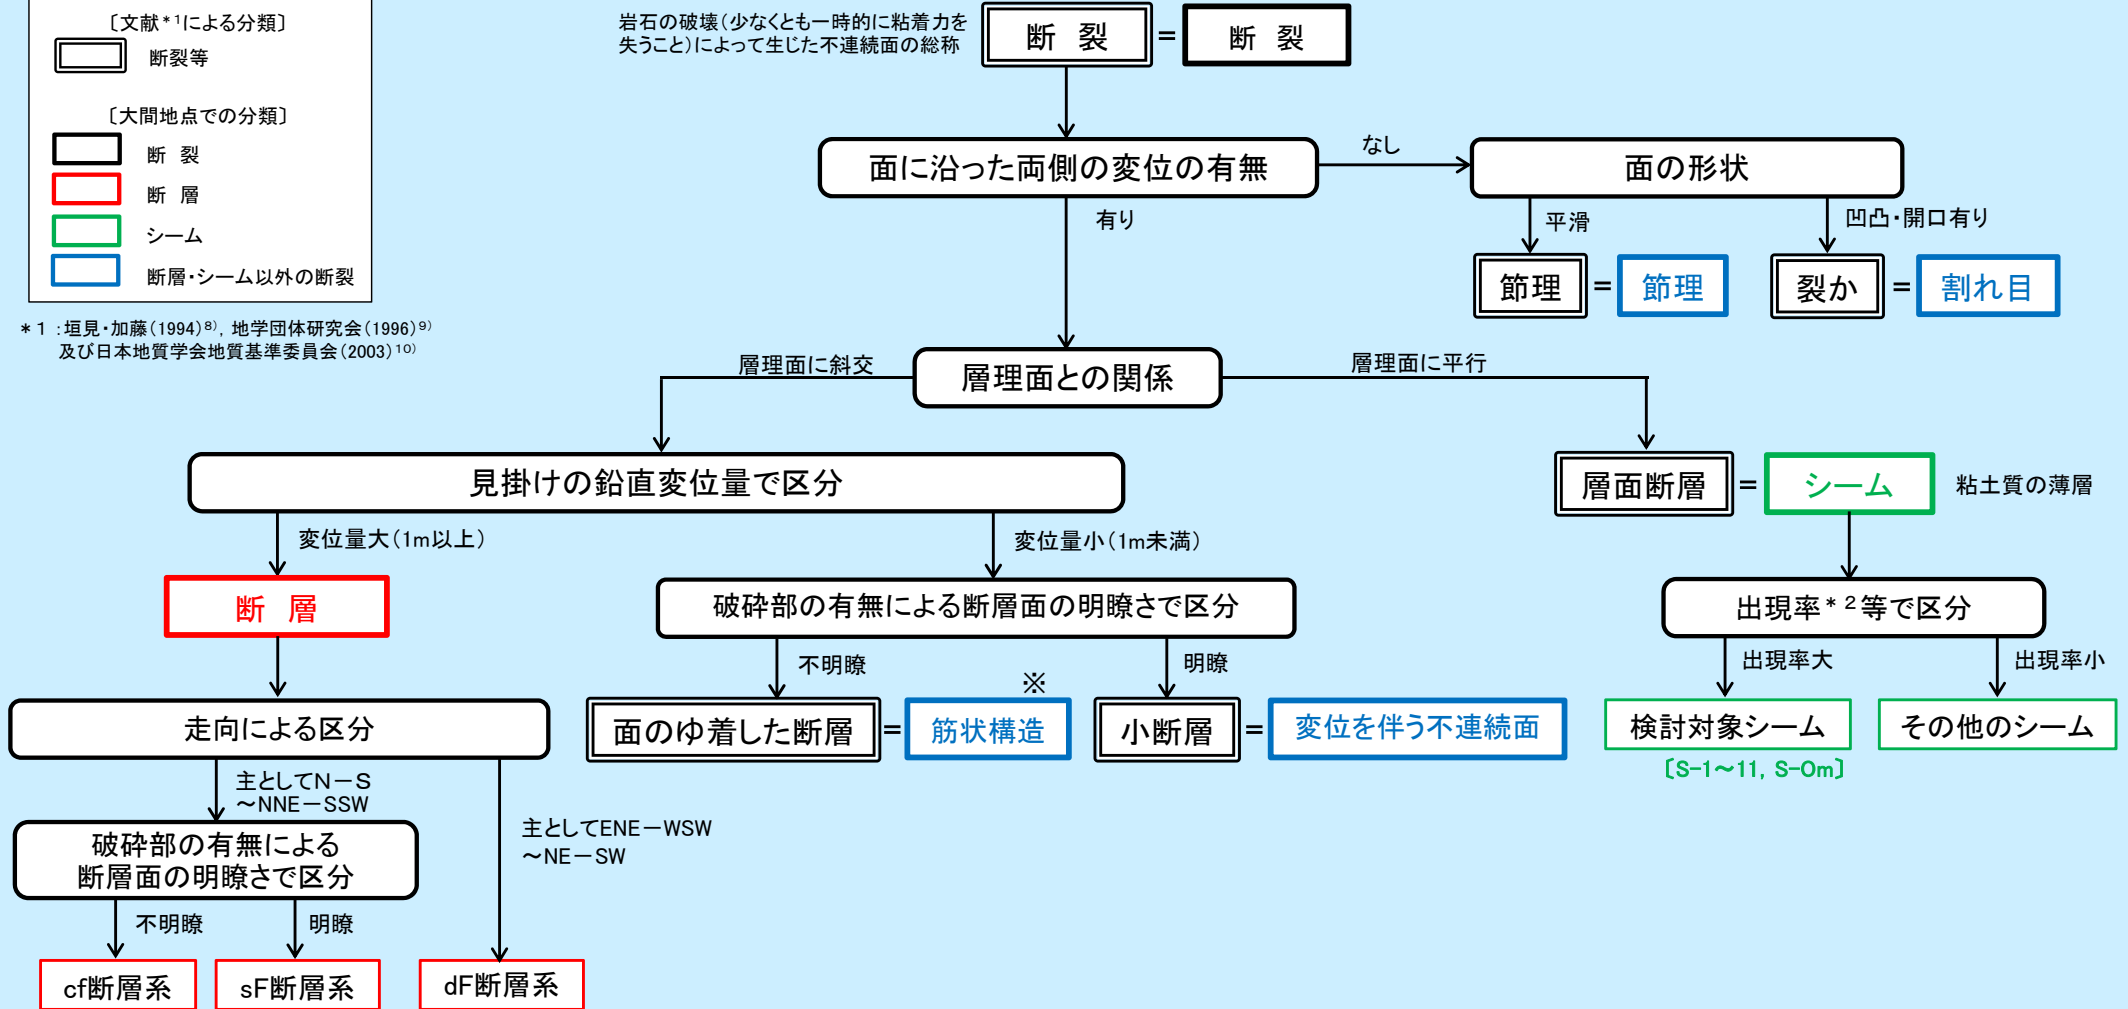 〔文献*1による分類〕
断裂等
〔大間地点での分類〕
断 裂
断 層
シーム
断層・シーム以外の断裂
*1：垣見・加藤(1994)8), 地学団体研究会(1996)9)
及び日本地質学会地質基準委員会(2003)10)
岩石の破壊(少なくとも一時的に粘着力を
失うこと)によって生じた不連続面の総称
断 裂 = 断 裂
面に沿った両側の変位の有無
なし
面の形状
有り
平滑
凹凸・開口有り
節理 = 節理
裂か = 割れ目
層理面に斜交
層理面との関係
層理面に平行
見掛けの鉛直変位量で区分
層面断層 = シーム
粘土質の薄層
変位量大(1m以上)
変位量小(1m未満)
断 層
破砕部の有無による断層面の明瞭さで区分
出現率*2等で区分
不明瞭
明瞭
出現率大
出現率小
※
走向による区分
面のゆ着した断層 = 筋状構造
小断層 = 変位を伴う不連続面
検討対象シーム
その他のシーム
〔S-1～11, S-Om〕
主としてN－S
～NNE－SSW
主としてENE－WSW
～NE－SW
破砕部の有無による
断層面の明瞭さで区分
不明瞭
明瞭
cf断層系
sF断層系
dF断層系